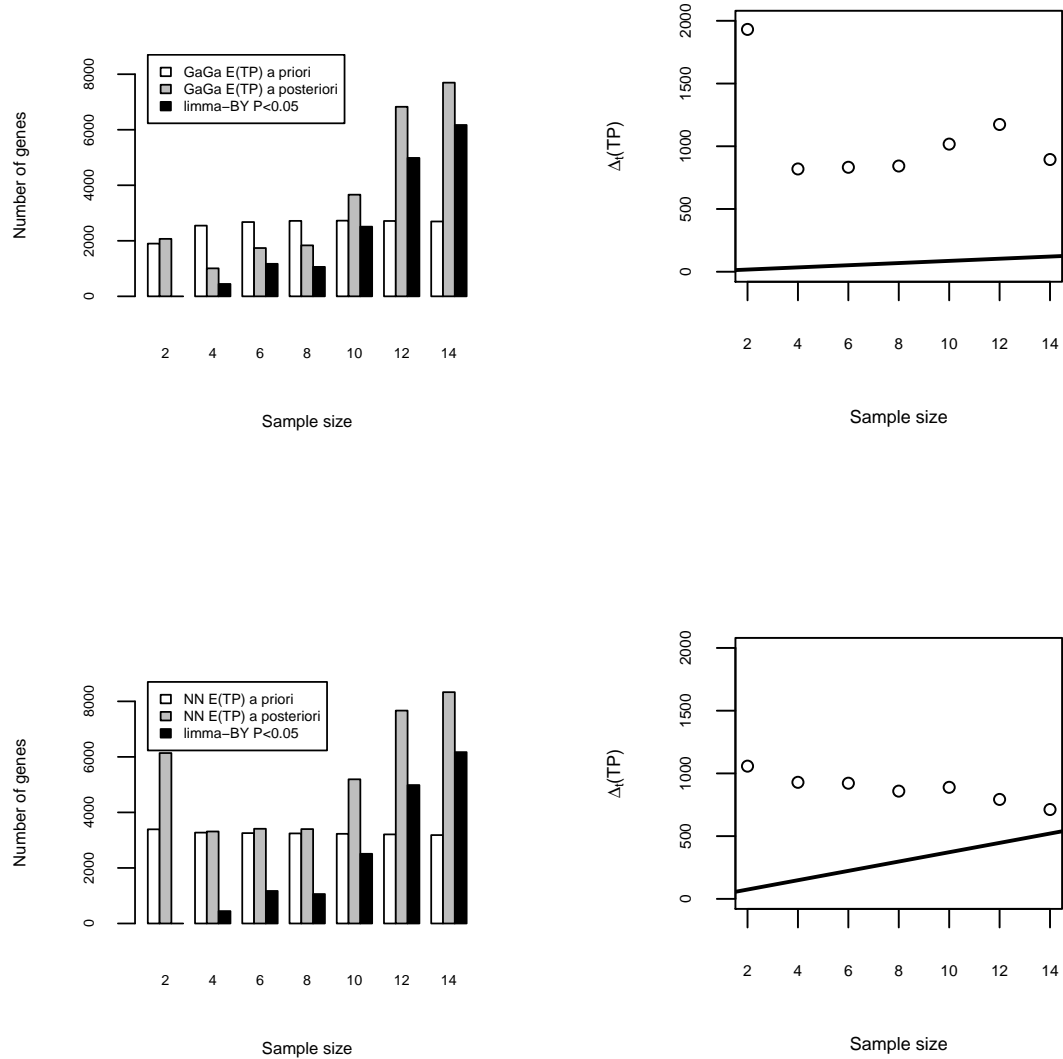 Number of genes
0
2000
4000
6000
8000
GaGa E(TP) a priori
GaGa E(TP) a posteriori
limma−BY P<0.05
2 4 6 8 10 12 14
Sample size
Δt(TP)
0
500
1000
1500
2000
2 4 6 8 10 12 14
Sample size
Number of genes
0
2000
4000
6000
8000
NN E(TP) a priori
NN E(TP) a posteriori
limma−BY P<0.05
2 4 6 8 10 12 14
Sample size
Δt(TP)
0
500
1000
1500
2000
2 4 6 8 10 12 14
Sample size